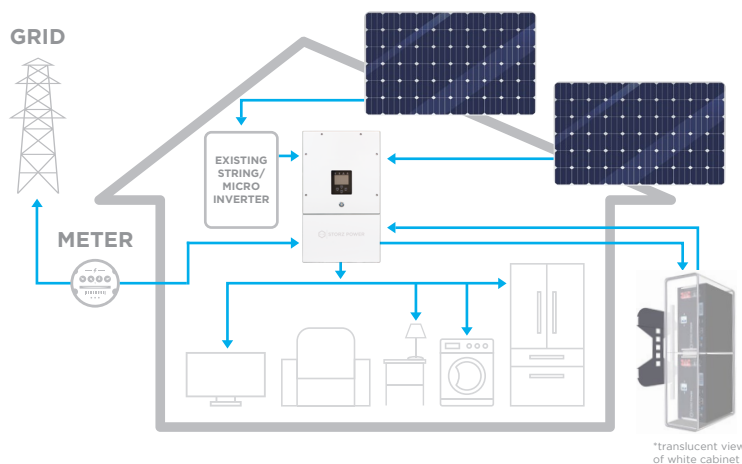 GRID
EXISTING
STRING/
MICRO
INVERTER
METER
*translucent view
of white cabinet